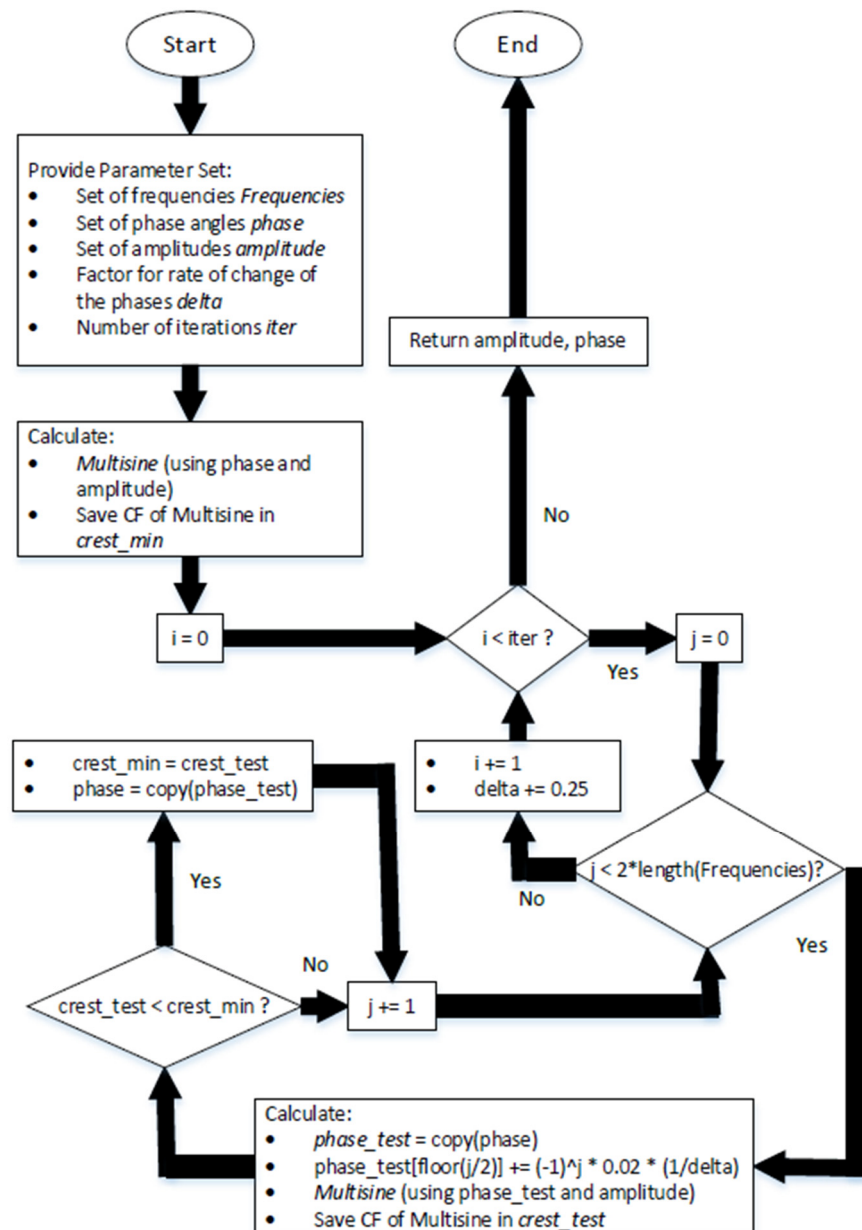 Start
End
Provide Parameter Set:
• Set of frequencies Frequencies
• Set of phase angles phase
• Set of amplitudes amplitude
• Factor for rate of change of
the phases delta
• Number of iterations iter
Return amplitude, phase
Calculate:
• Multisine (using phase and
amplitude)
• Save CF of Multisine in
crest_min
No
i = 0
i < iter ?
Yes
j = 0
• crest_min = crest_test
• phase = copy(phase_test)
• i += 1
• delta += 0.25
j < 2*length(Frequencies)?
No
Yes
Yes
crest_test < crest_min ?
No
j += 1
Calculate:
• phase_test = copy(phase)
• phase_test[floor(j/2)] += (-1)^j * 0.02 * (1/delta)
• Multisine (using phase_test and amplitude)
• Save CF of Multisine in crest_test